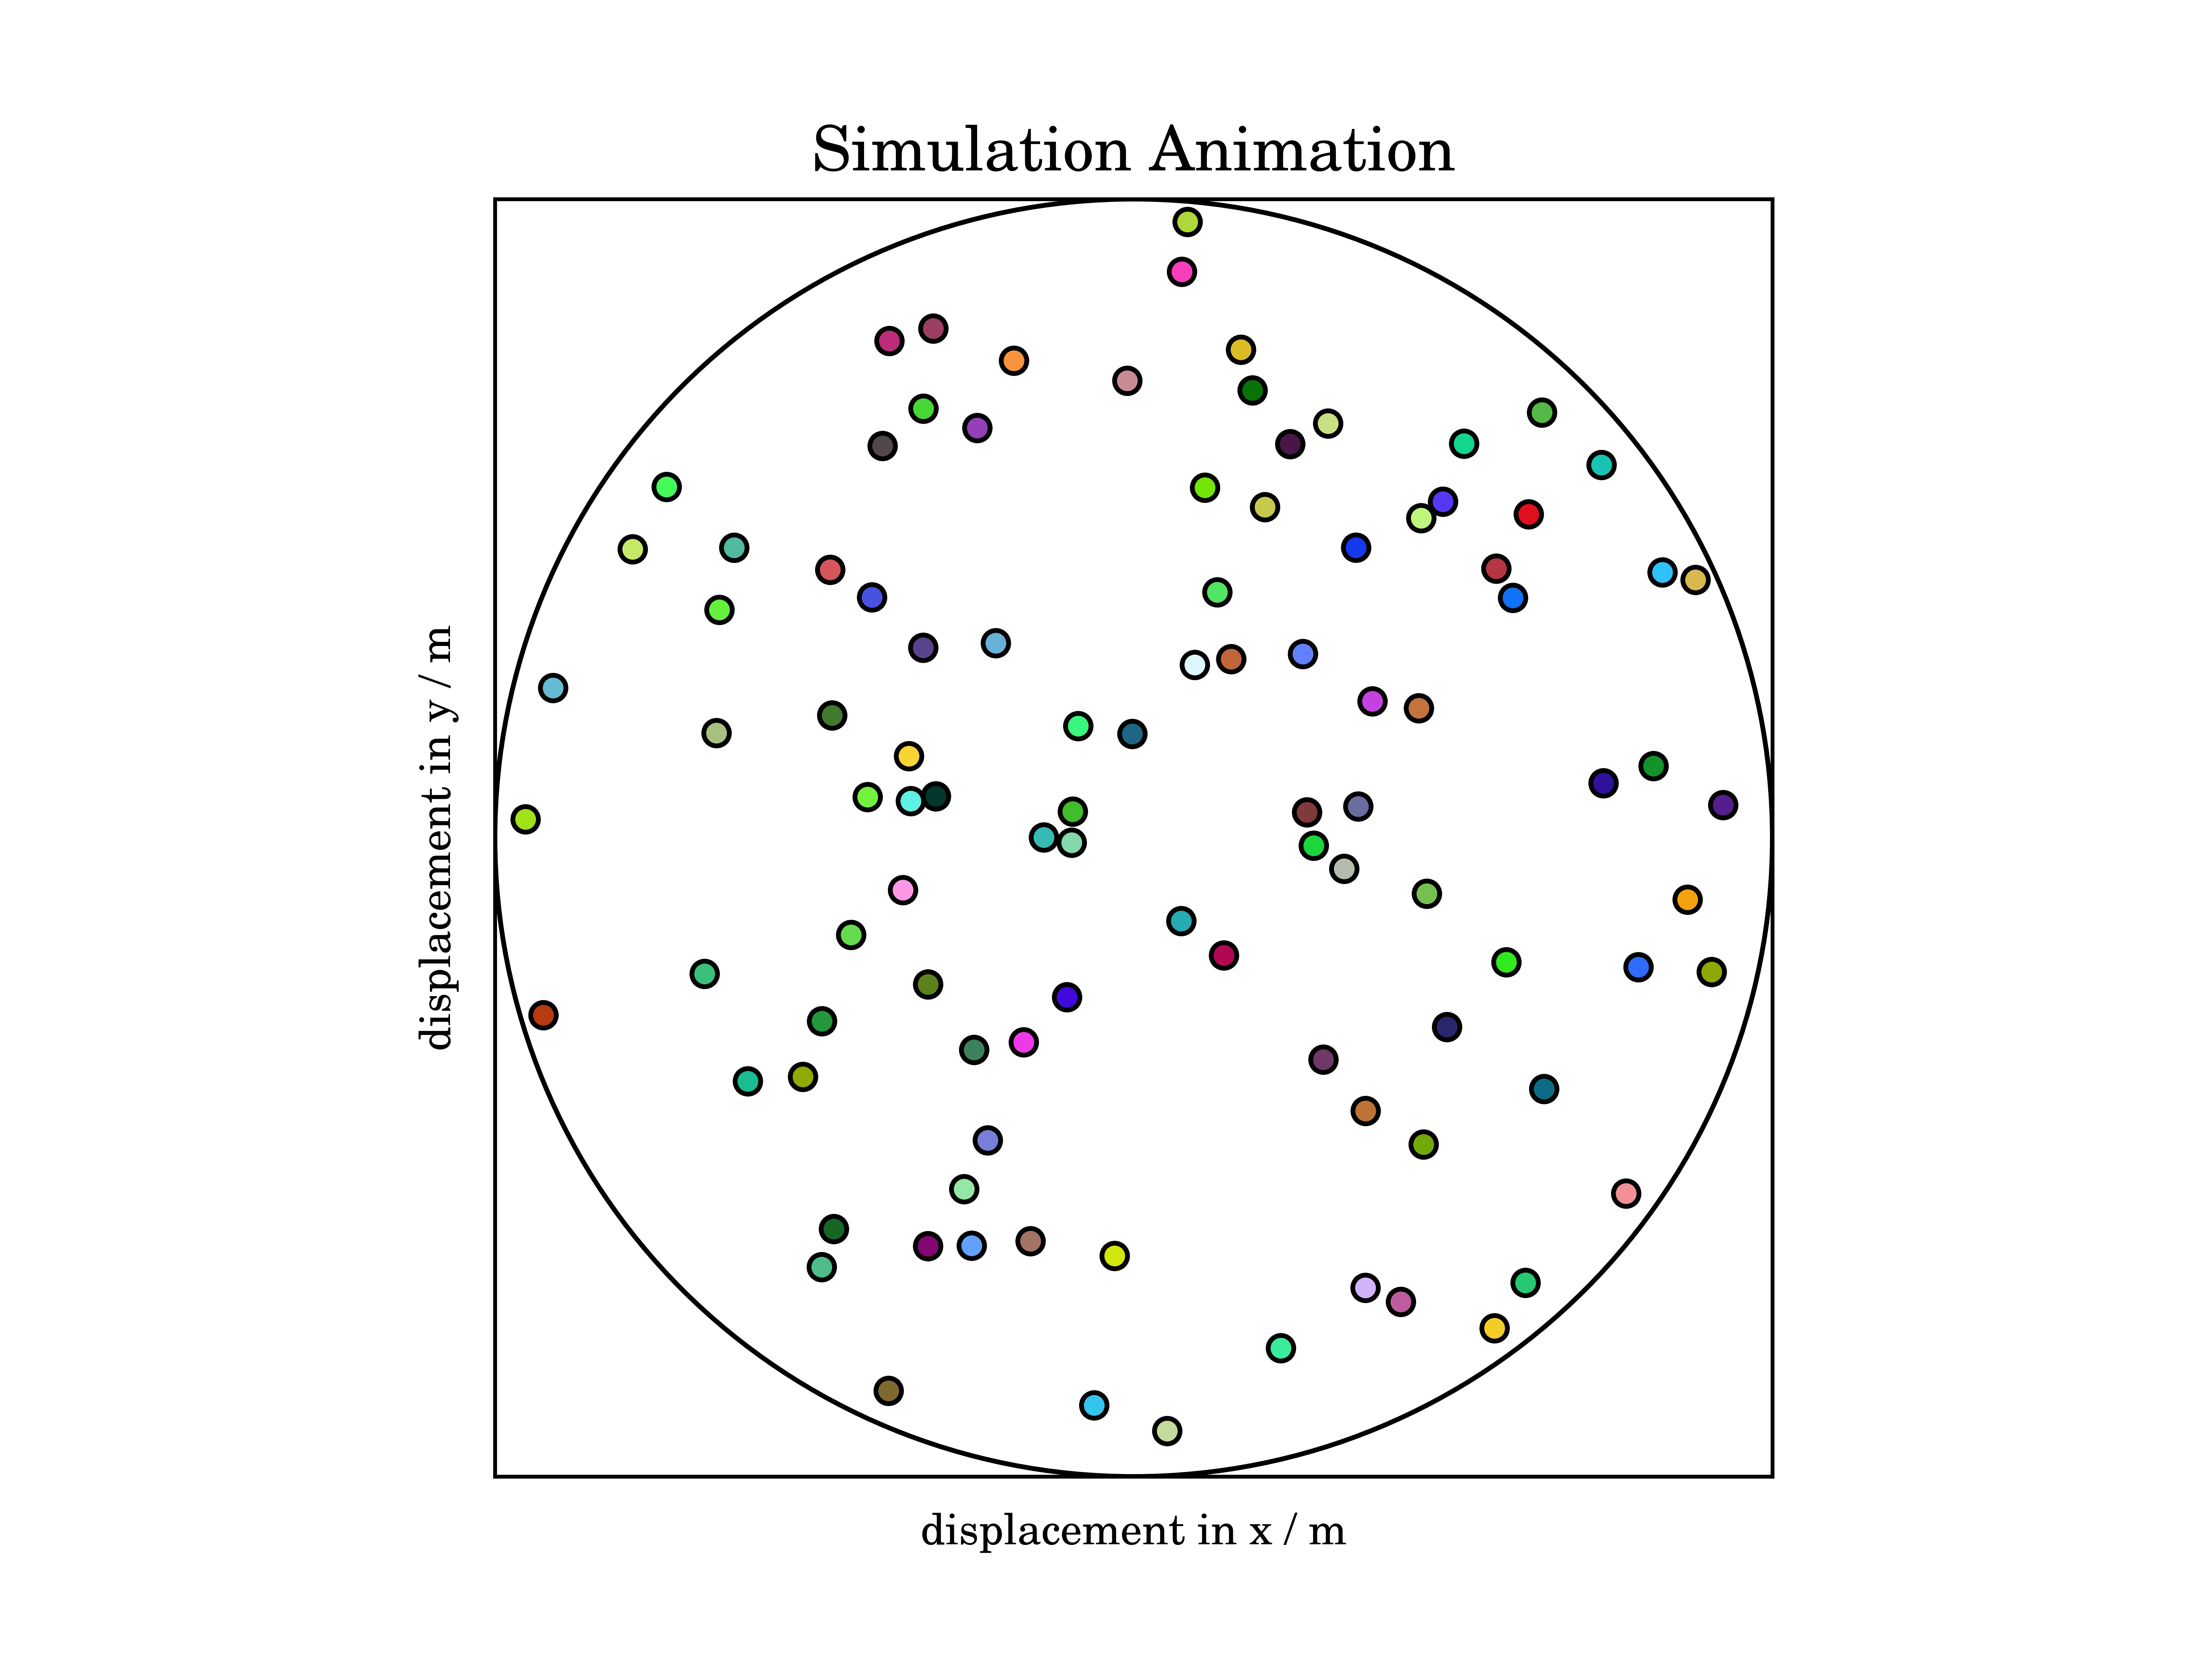 Simulation Animation
displacement in y / m
displacement in x / m